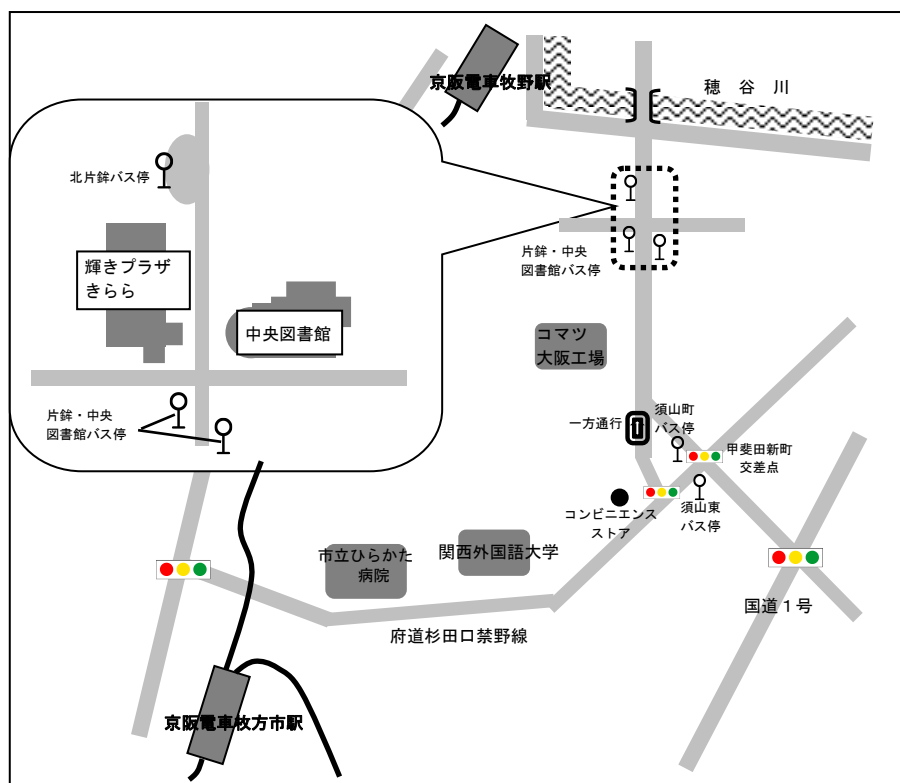 京阪電車牧野駅
穂谷川
北片鉾バス停
輝きプラザ
きらら
中央図書館
片鉾・中央
図書館バス停
片鉾・中央
図書館バス停
コマツ
大阪工場
一方通行
須山町
バス停
甲斐田新町
交差点
須山東
バス停
コンビニエンス
ストア
市立ひらかた
病院
関西外国語大学
国道１号
府道杉田口禁野線
京阪電車枚方市駅